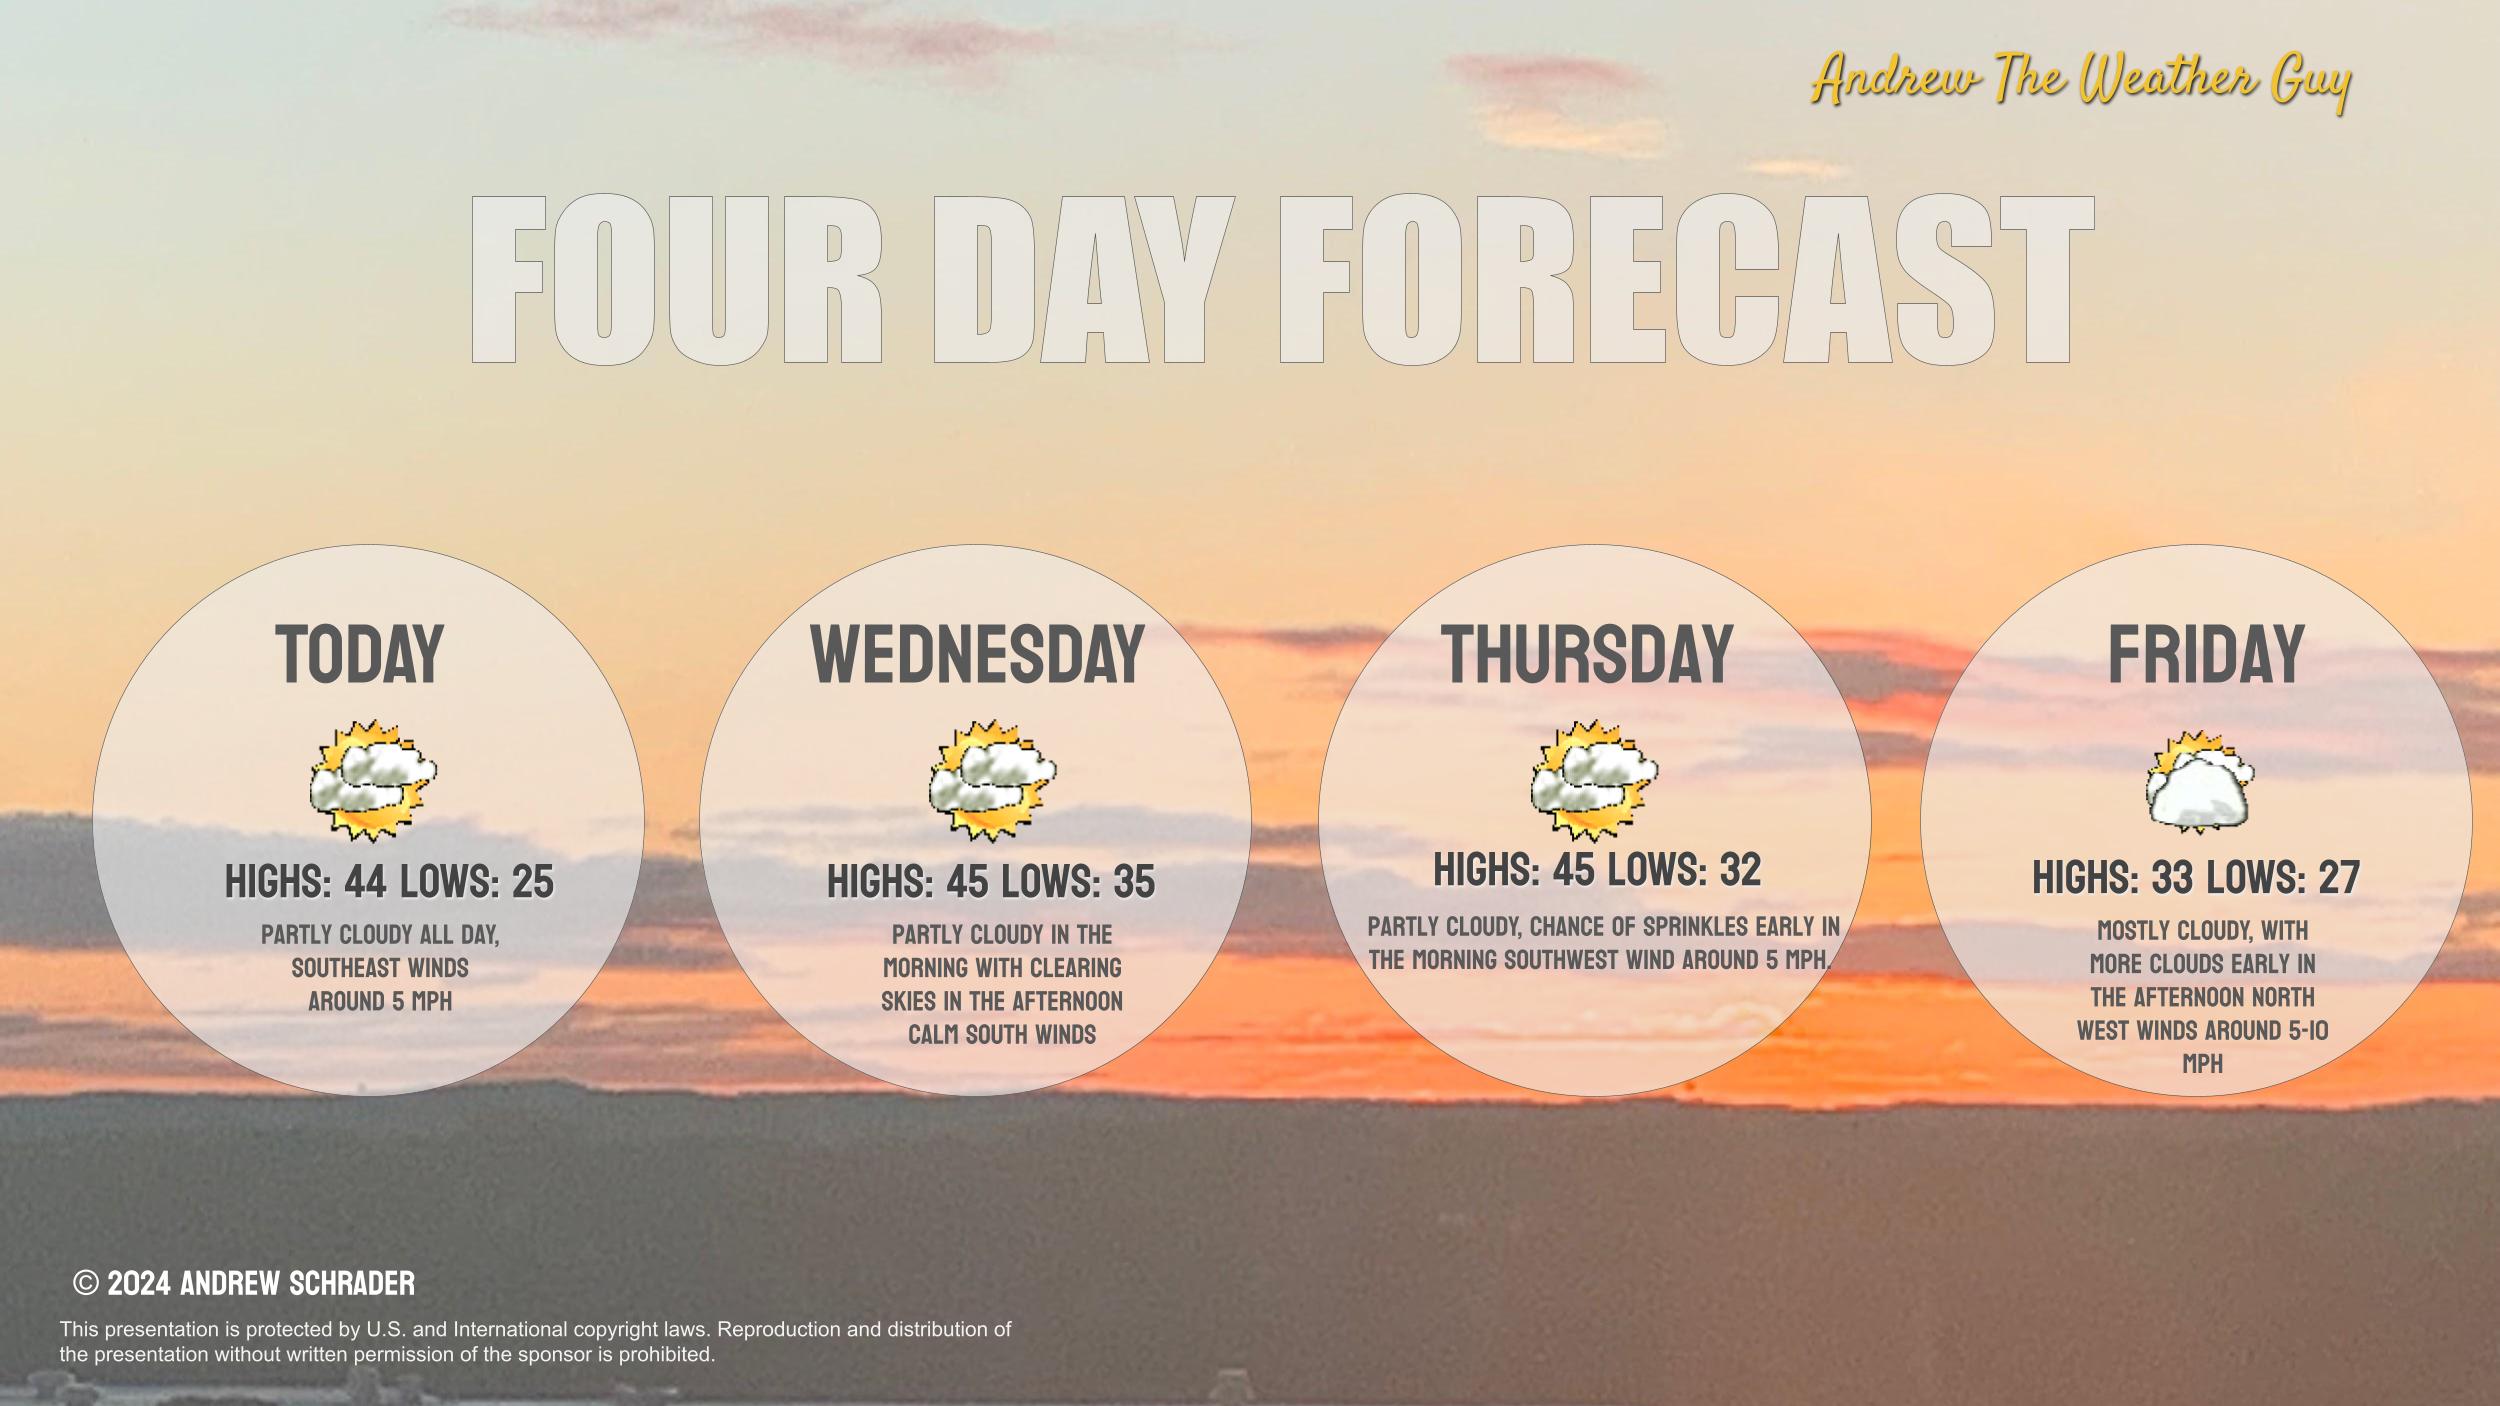 Andrew The Weather Guy
FOUR DAY FORECAST
TODAY
HIGHS: 44 LOWS: 25
PARTLY CLOUDY ALL DAY,
SOUTHEAST WINDS
AROUND 5 MPH
WEDNESDAY
HIGHS: 45 LOWS: 35
PARTLY CLOUDY IN THE
MORNING WITH CLEARING
SKIES IN THE AFTERNOON
CALM SOUTH WINDS
THURSDAY
HIGHS: 45 LOWS: 32
PARTLY CLOUDY, CHANCE OF SPRINKLES EARLY IN
THE MORNING SOUTHWEST WIND AROUND 5 MPH.
FRIDAY
HIGHS: 33 LOWS: 27
MOSTLY CLOUDY, WITH
MORE CLOUDS EARLY IN
THE AFTERNOON NORTH
WEST WINDS AROUND 5-10
MPH
© 2024 ANDREW SCHRADER
This presentation is protected by U.S. and International copyright laws. Reproduction and distribution of
the presentation without written permission of the sponsor is prohibited.